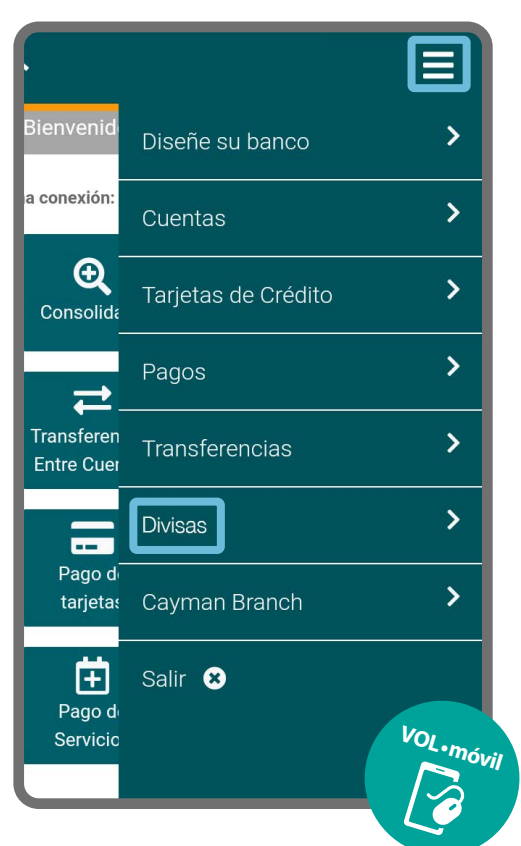 Bienvenid
a conexión:
Consolida
Transferen
Entre Cuen
Pago d
tarjetas
Pago d
Servicio
Diseñe su banco
Cuentas
Tarjetas de Crédito
Pagos
Transferencias
Divisas
Cayman Branch
Salir
VOL•móvil